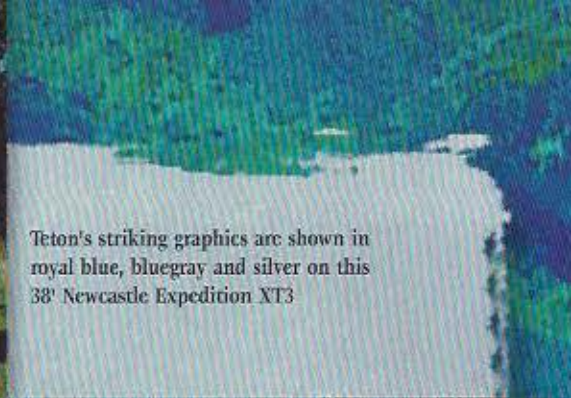 Teton's striking graphics are shown in
royal blue, bluegray and silver on this
38' Newcastle Expedition XT3